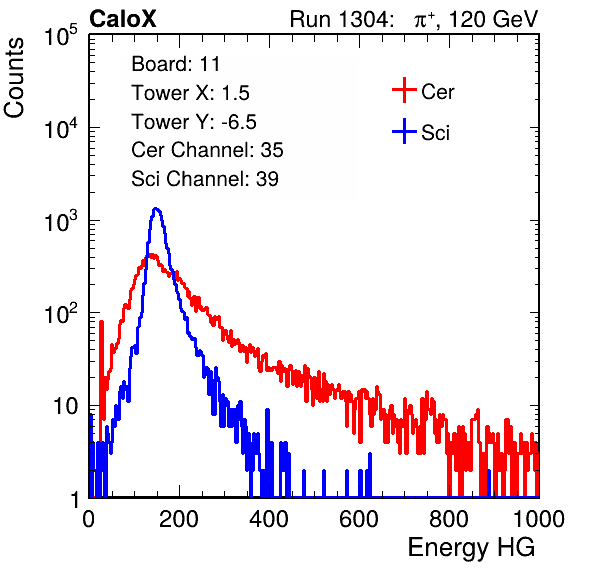 CaloX Run 1304: π⁺, 120 GeV
Board: 11
Tower X: 1.5
Tower Y: -6.5
Cer Channel: 35
Sci Channel: 39
Cer
Sci
Counts
10⁵
10⁴
10³
10²
10
1
0 200 400 600 800 1000
Energy HG